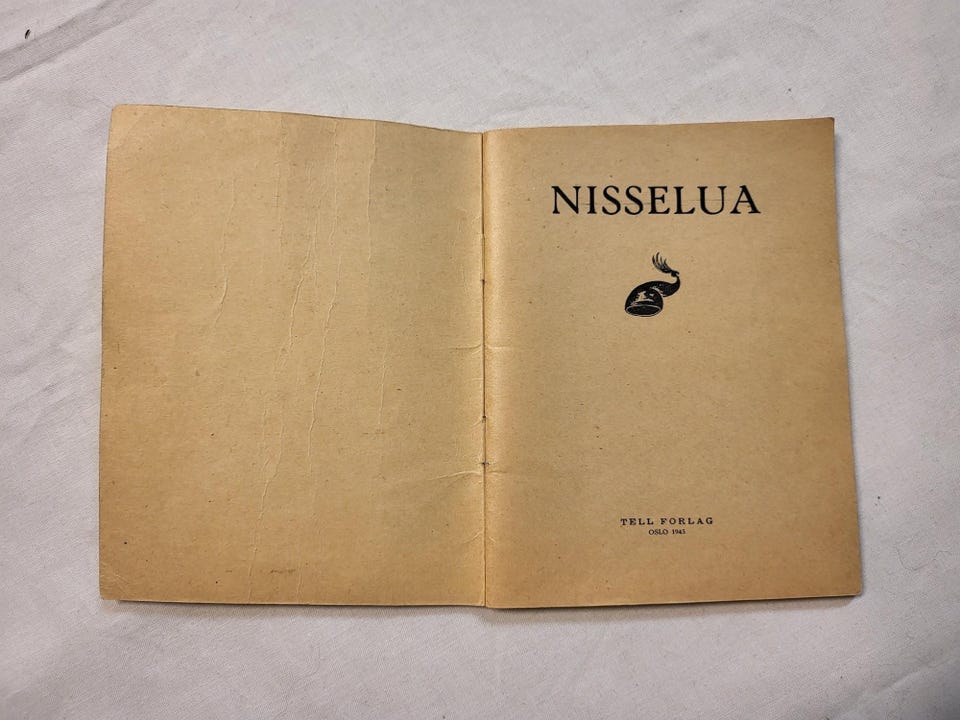 NISSELUA
TELL FORLAG
OSLO 1945